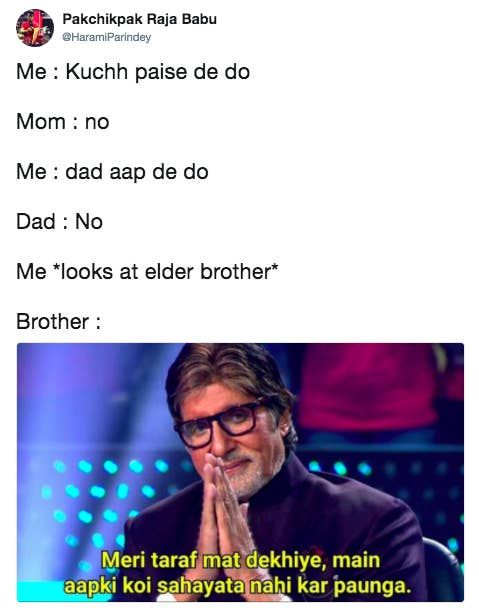 Pakchikpak Raja Babu
@HaramiParindey
Me : Kuchh paise de do
Mom : no
Me : dad aap de do
Dad : No
Me *looks at elder brother*
Brother :
Meri taraf mat dekhiye, main
aapki koi sahayata nahi kar paunga.